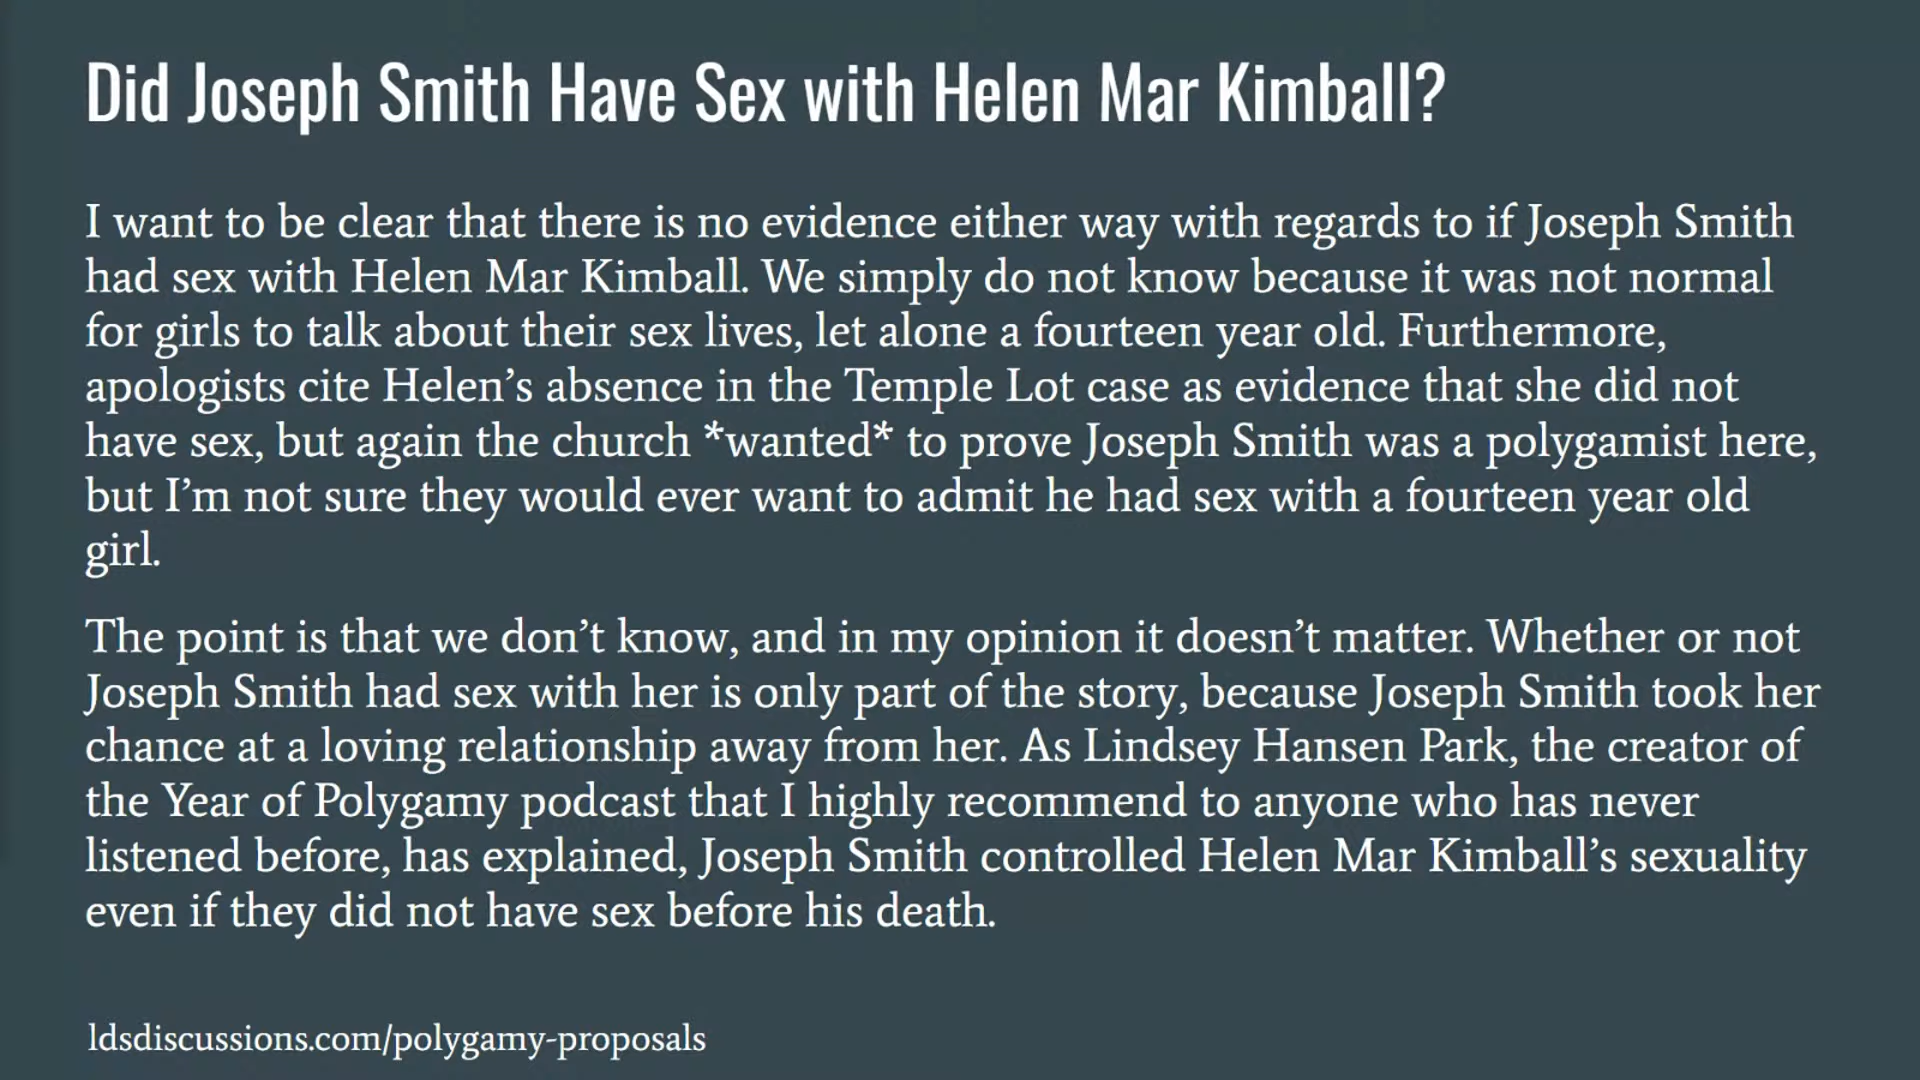 Did Joseph Smith Have Sex with Helen Mar Kimball?
I want to be clear that there is no evidence either way with regards to if Joseph Smith
had sex with Helen Mar Kimball. We simply do not know because it was not normal
for girls to talk about their sex lives, let alone a fourteen year old. Furthermore,
apologists cite Helen’s absence in the Temple Lot case as evidence that she did not
have sex, but again the church *wanted* to prove Joseph Smith was a polygamist here,
but I’m not sure they would ever want to admit he had sex with a fourteen year old
girl.
The point is that we don’t know, and in my opinion it doesn’t matter. Whether or not
Joseph Smith had sex with her is only part of the story, because Joseph Smith took her
chance at a loving relationship away from her. As Lindsey Hansen Park, the creator of
the Year of Polygamy podcast that I highly recommend to anyone who has never
listened before, has explained, Joseph Smith controlled Helen Mar Kimball’s sexuality
even if they did not have sex before his death.
ldsdiscussions.com/polygamy-proposals